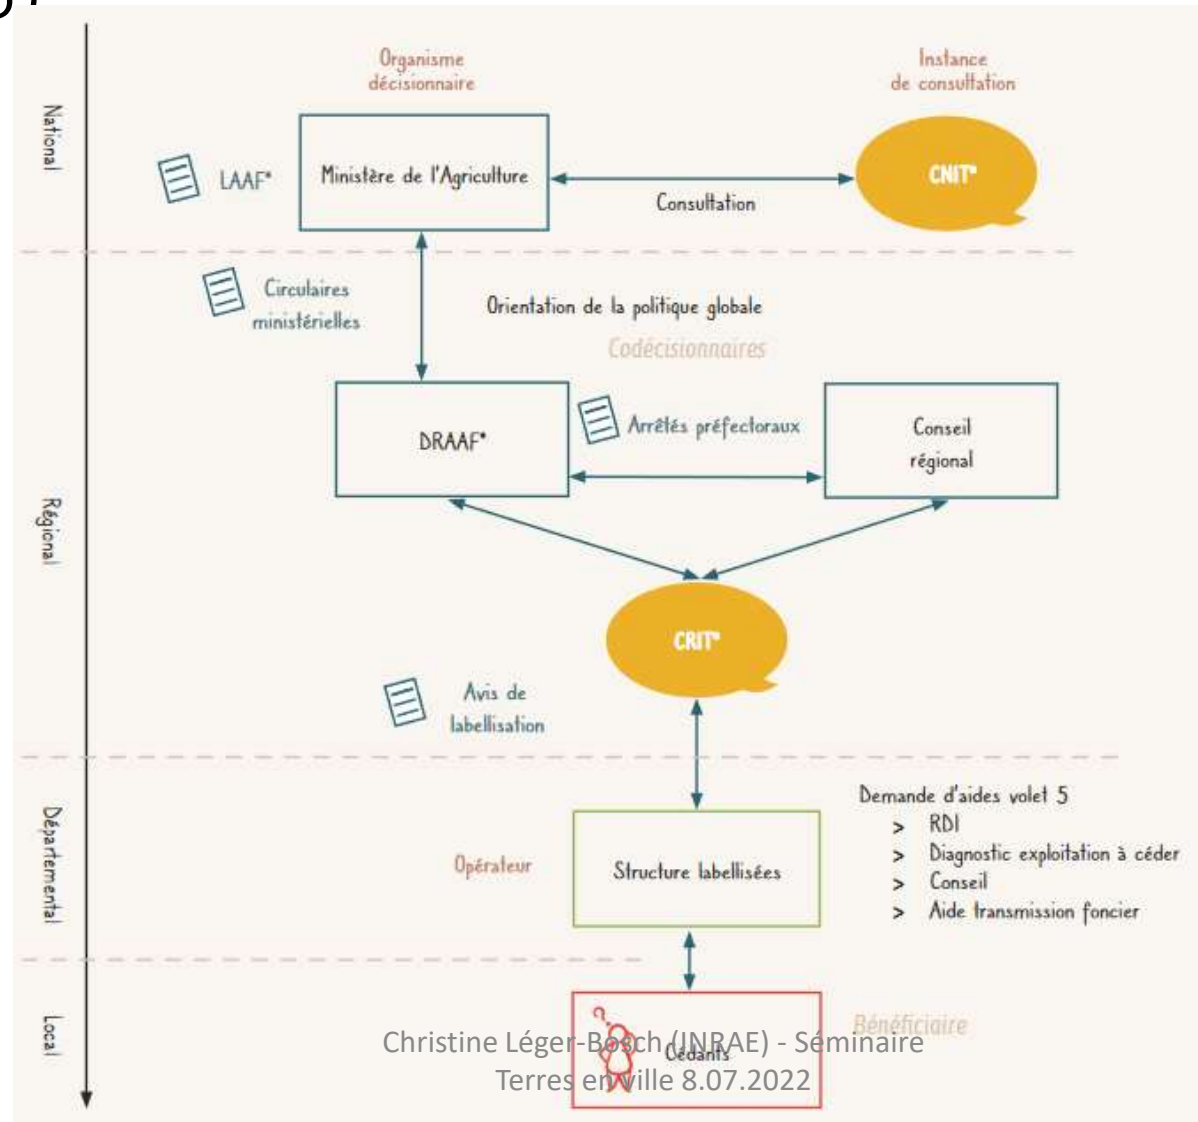 Organisme
décisionnaire
Instance
de consultation
National
LAAF*
Ministère de l'Agriculture
Consultation
CNIT*
Circulaires
ministérielles
Orientation de la politique globale
Codécisionnaires
DRAAF*
Arrêtés préfectoraux
Conseil
régional
Régional
CRIT*
Avis de
labellisation
Départemental
Opérateur
Structure labellisées
Demande d'aides volet 5
> RDI
> Diagnostic exploitation à céder
> Conseil
> Aide transmission foncier
Local
?
Cédants
Bénéficiaire
Christine Léger-Bosch (INRAE) - Séminaire
Terres en ville 8.07.2022